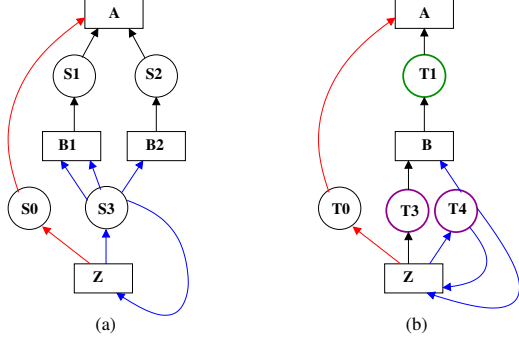 A A
S1 S2 T1
B1 B2 B
S0 S3 T0 T3 T4
Z Z
(a) (b)